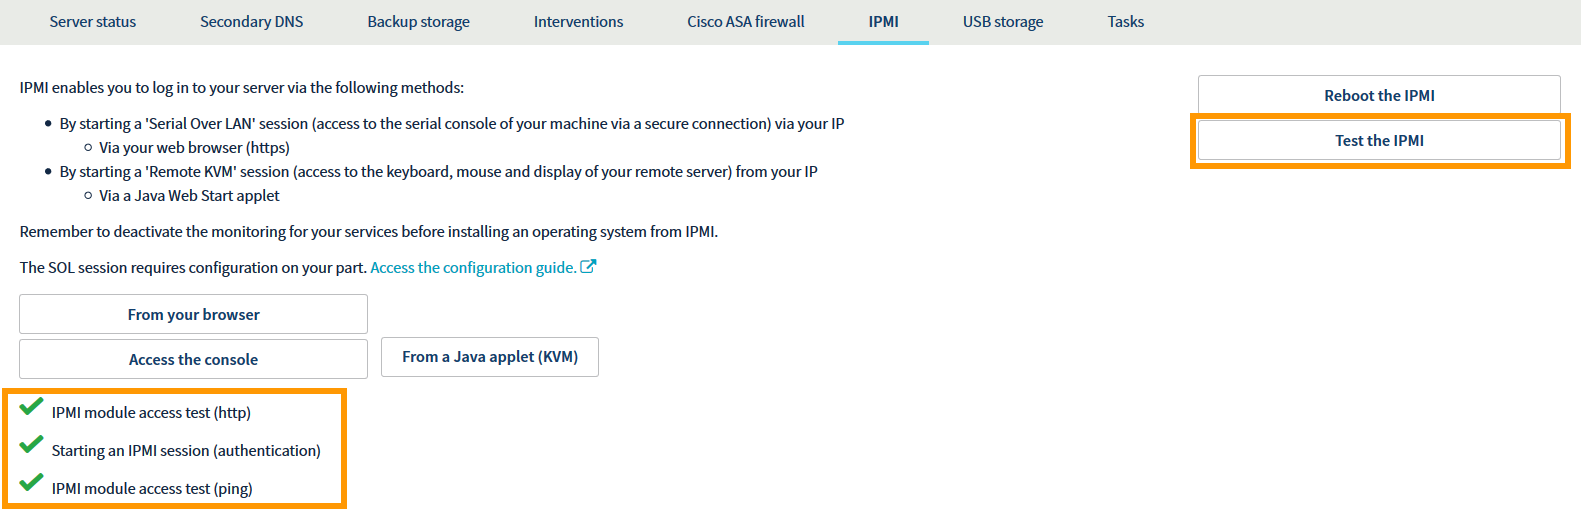 Server status Secondary DNS Backup storage Interventions Cisco ASA firewall IPMI USB storage Tasks
IPMI enables you to log in to your server via the following methods:
Reboot the IPMI
By starting a 'Serial Over LAN' session (access to the serial console of your machine via a secure connection) via your IP
Test the IPMI
Via your web browser (https)
By starting a 'Remote KVM' session (access to the keyboard, mouse and display of your remote server) from your IP
Via a Java Web Start applet
Remember to deactivate the monitoring for your services before installing an operating system from IPMI.
The SOL session requires configuration on your part. Access the configuration guide.
From your browser
Access the console
From a Java applet (KVM)
IPMI module access test (http)
Starting an IPMI session (authentication)
IPMI module access test (ping)